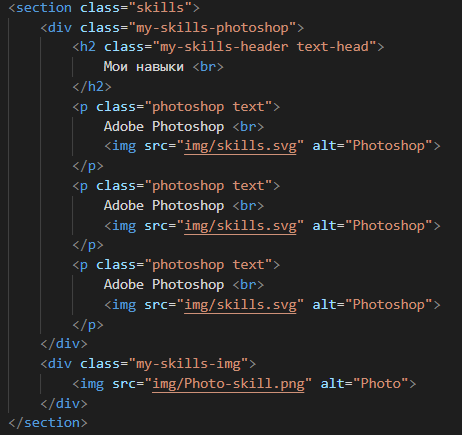 <section class="skills">
<div class="my-skills-photoshop">
<h2 class="my-skills-header text-head">
Мои навыки <br>
</h2>
<p class="photoshop text">
Adobe Photoshop <br>
<img src="img/skills.svg" alt="Photoshop">
</p>
<p class="photoshop text">
Adobe Photoshop <br>
<img src="img/skills.svg" alt="Photoshop">
</p>
<p class="photoshop text">
Adobe Photoshop <br>
<img src="img/skills.svg" alt="Photoshop">
</p>
</div>
<div class="my-skills-img">
<img src="img/Photo-skill.png" alt="Photo">
</div>
</section>